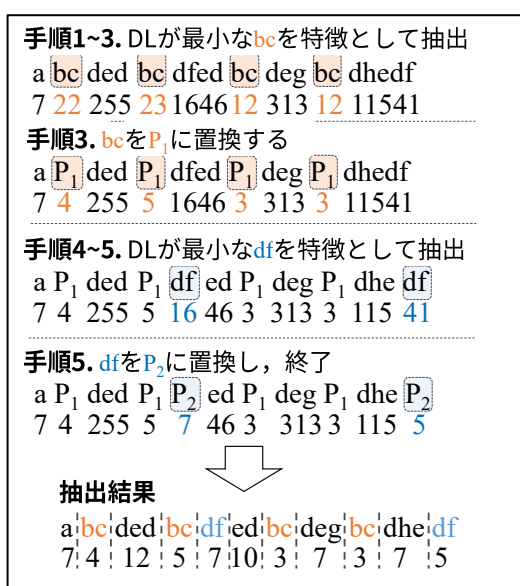 手順1~3. DLが最小なbcを特徴として抽出
a bc ded bc dfed bc deg bc dhedf
7 22 255 23 1646 12 313 12 11541
手順3. bcをP₁に置換する
a P₁ ded P₁ dfed P₁ deg P₁ dhedf
7 4 255 5 1646 3 313 3 11541
手順4~5. DLが最小なdfを特徴として抽出
a P₁ ded P₁ df ed P₁ deg P₁ dhe df
7 4 255 5 16 46 3 313 3 115 41
手順5. dfをP₂に置換し，終了
a P₁ ded P₁ P₂ ed P₁ deg P₁ dhe P₂
7 4 255 5 7 46 3 313 3 115 5
抽出結果
a bc ded bc df ed bc deg bc dhe df
7 4 12 5 7 10 3 7 3 7 5